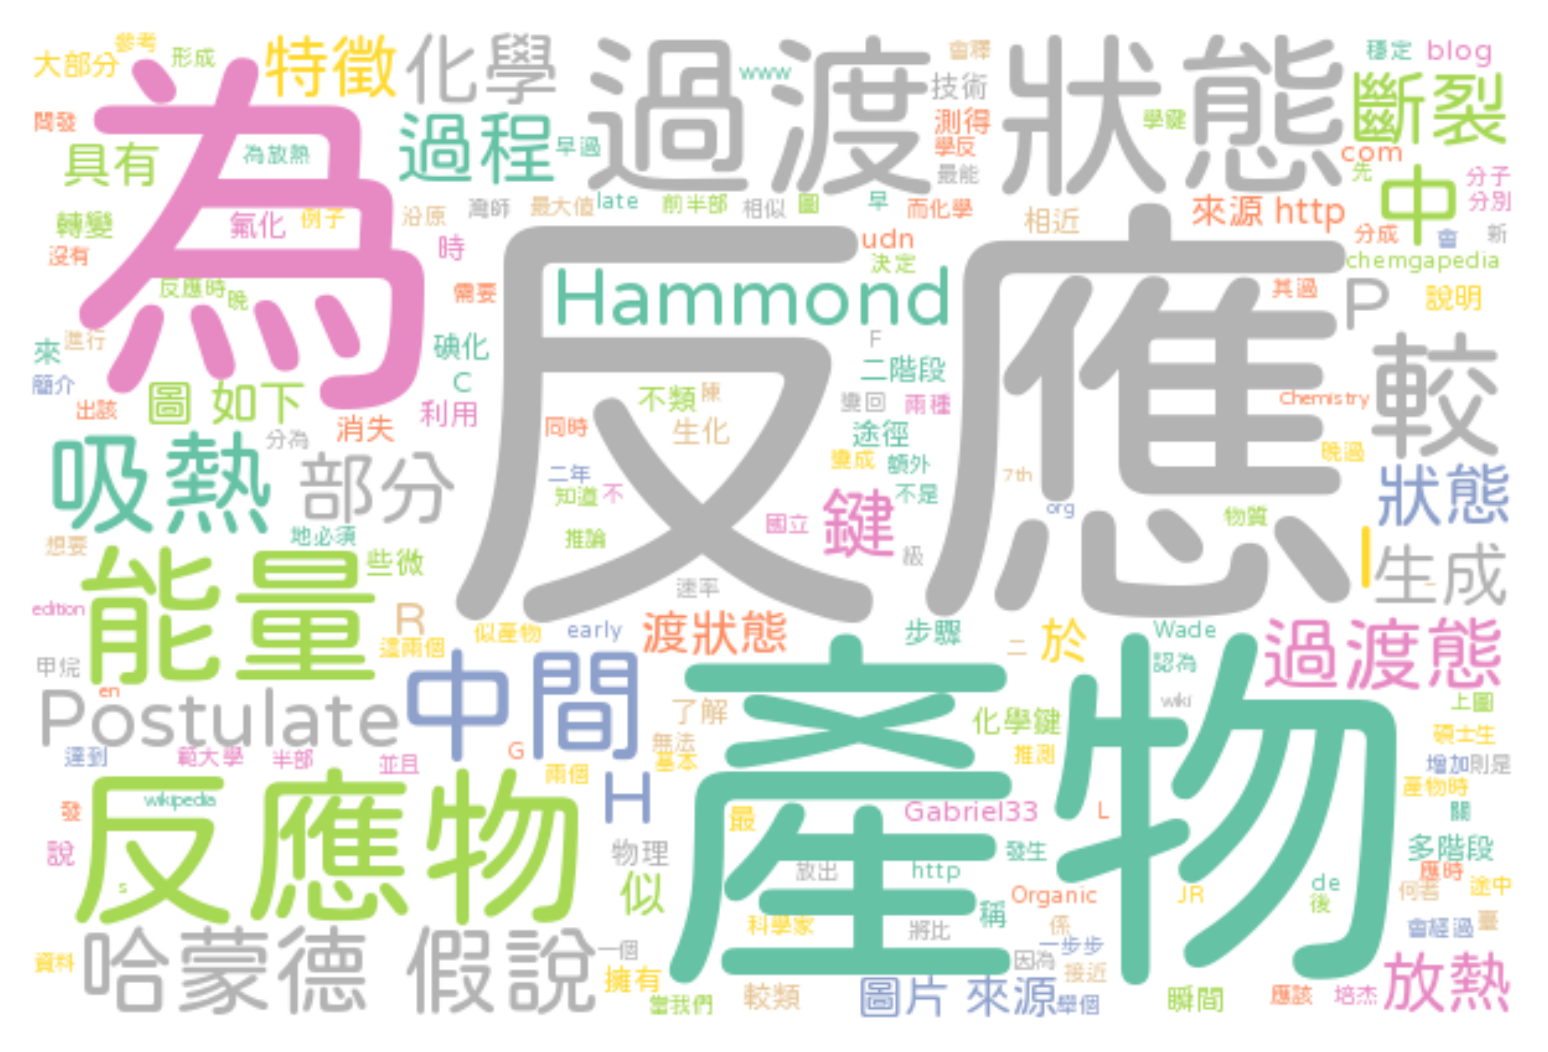 參考
大部分
形成
特徵
化學
過渡 狀態
www
會釋
技術
穩定
blog
斷裂
問發
為
具有
為放熱
過程
早過
測得
學反
最能
學鍵
com
先
中
分子
分別
轉變
沒有
氟化
例子
沿原
灣師
最大值
late
前半部
相似
圖
早
而化學
相近
來源 http
分成
會
新
時
udn
決定
chemgapedia
反應時
晚
需要
Hammond
反應
其過
P
說明
來
進行
碘化
C
F
二階段
簡介
出該
圖 如下
消失
利用
不類
陳
變回
兩種
Chemistry
較
吸熱
分為
部分
同時
生化
途徑
變成
額外
晚過
二年
知道
不
不是
7th
org
物質
狀態
鍵
國立
推論
級
地必須
想要
些微
能量
速率
I
生成
一
edition
R
這兩個
似產物
early
渡狀態
步驟
二
於
Wade
認為
過渡態
甲烷
en
Postulate
中間
產物
了解
無法
基本
化學鍵
推測
wiki
上圖
碩士生
達到
範大學
半部
並且
G
兩個
增加
則是
產物時
反應物
wikipedia
發
說
s
H
最
Gabriel33
L
關
多階段
物理
似
放出
http
發生
應時
何者
途中
Organic
JR
de
後
稱
科學家
將比
係
一步步
會經過
臺
資料
哈蒙德 假說
一個
擁有
因為
接近
當我們
較類
圖片 來源
舉個
瞬間
應該
培杰
放熱